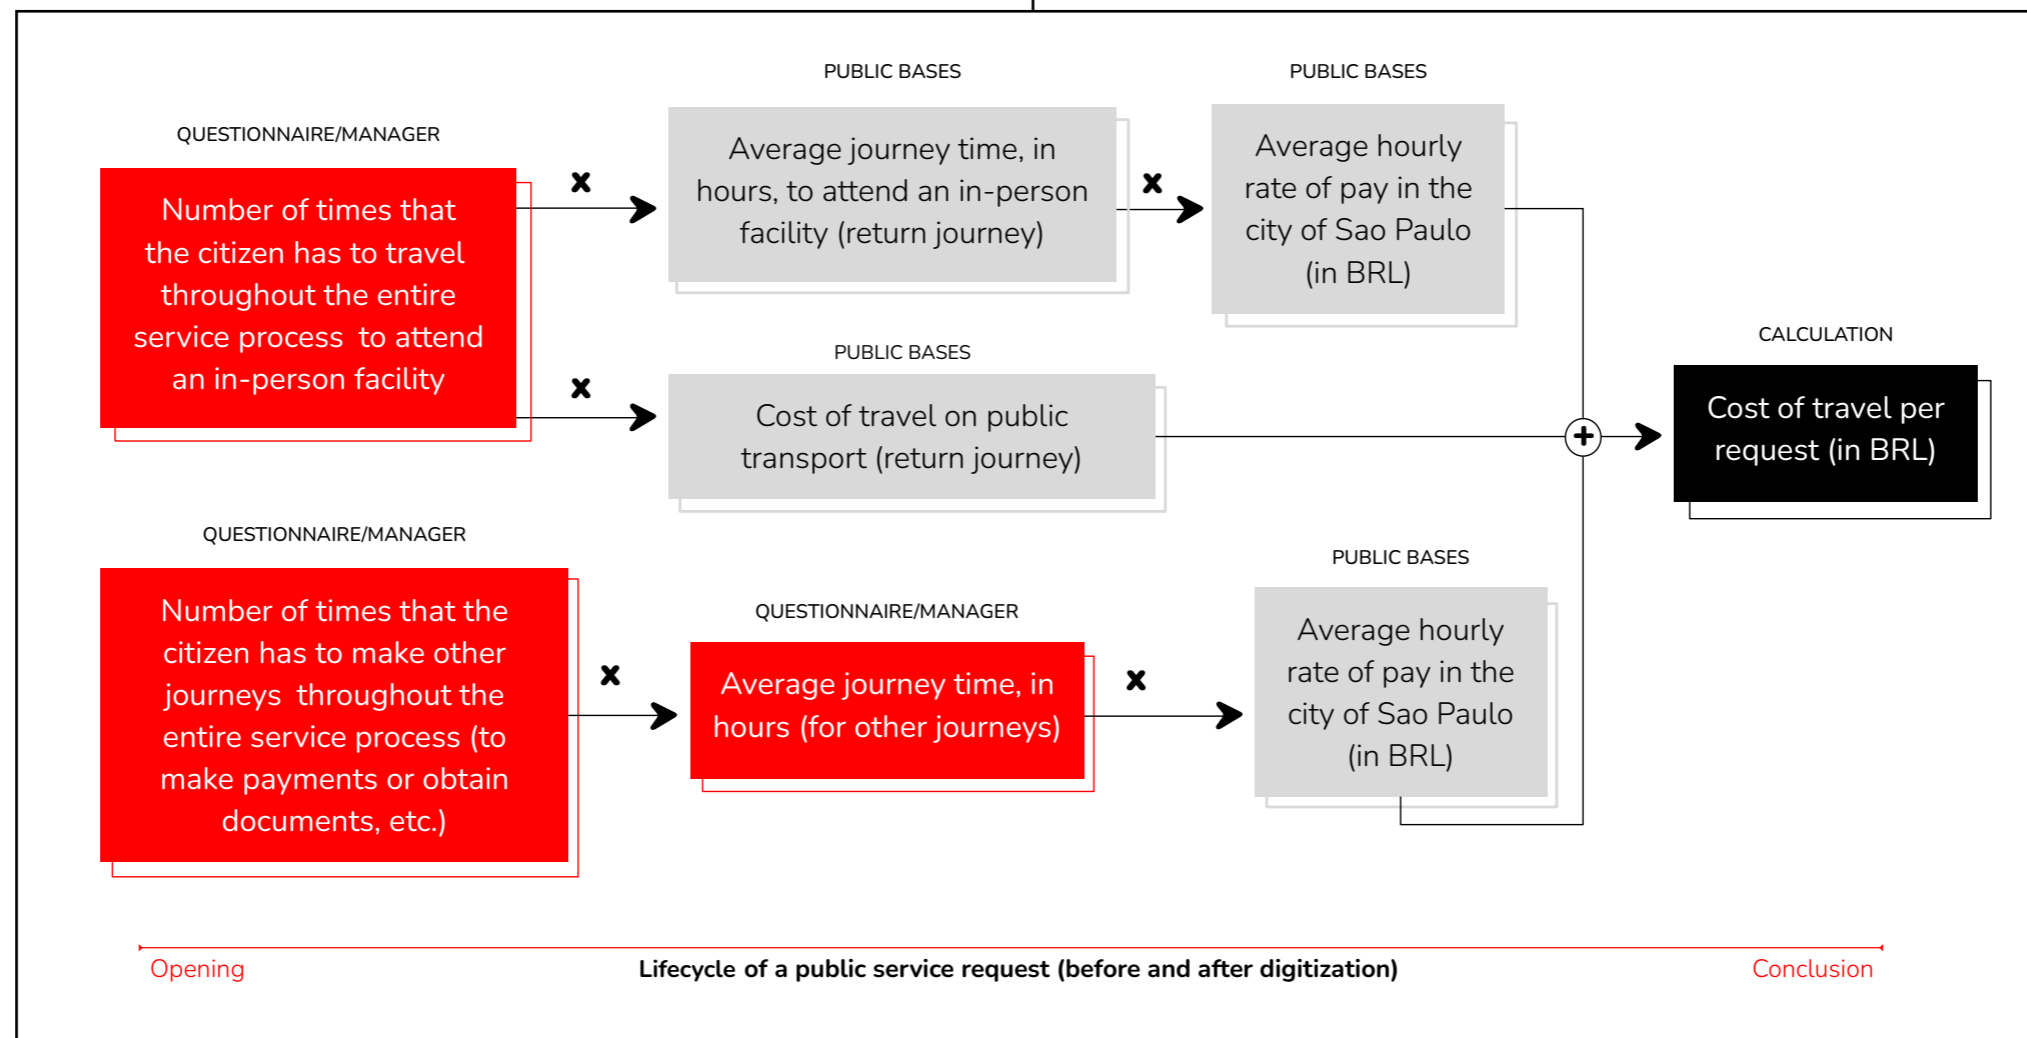 PUBLIC BASES
PUBLIC BASES
QUESTIONNAIRE/MANAGER
Number of times that
the citizen has to travel
throughout the entire
service process to attend
an in-person facility
x
Average journey time, in
hours, to attend an in-person
facility (return journey)
x
Average hourly
rate of pay in the
city of Sao Paulo
(in BRL)
PUBLIC BASES
x
Cost of travel on public
transport (return journey)
+
CALCULATION
Cost of travel per
request (in BRL)
QUESTIONNAIRE/MANAGER
Number of times that the
citizen has to make other
journeys throughout the
entire service process (to
make payments or obtain
documents, etc.)
x
QUESTIONNAIRE/MANAGER
Average journey time, in
hours (for other journeys)
x
PUBLIC BASES
Average hourly
rate of pay in the
city of Sao Paulo
(in BRL)
Opening
Lifecycle of a public service request (before and after digitization)
Conclusion